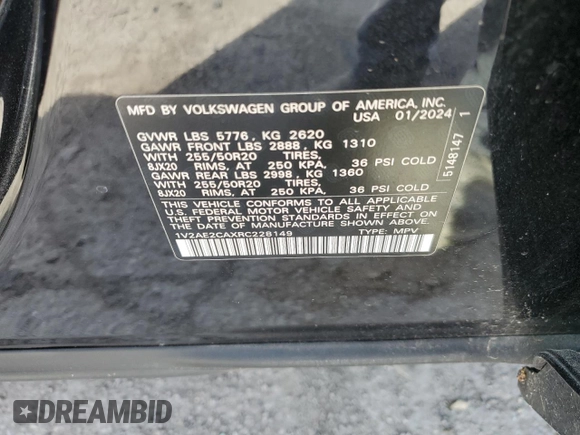 MFD BY VOLKSWAGEN GROUP OF AMERICA, INC.
USA 01/2024
GVWR LBS 5776, KG 2620
GAWR FRONT LBS 2888, KG 1310
WITH 255/50R20 TIRES,
8JX20 RIMS, AT 250 KPA, 36 PSI COLD
GAWR REAR LBS 2998, KG 1360
WITH 255/50R20 TIRES,
8JX20 RIMS, AT 250 KPA, 36 PSI COLD
THIS VEHICLE CONFORMS TO ALL APPLICABLE
U.S. FEDERAL MOTOR VEHICLE SAFETY AND
THEFT PREVENTION STANDARDS IN EFFECT ON
THE DATE OF MANUFACTURE SHOWN ABOVE.
1V2AE2CAXRC228149 TYPE: MPV
5148147 1
DREAMBID